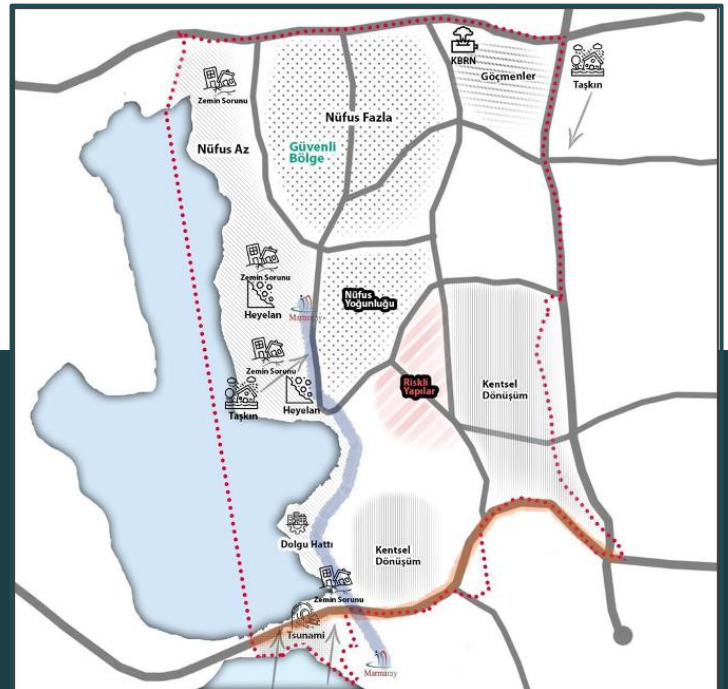 KBRN
Göçmenler
Taşkın
Zemin Sorunu
Nüfus Fazla
Nüfus Az
Güvenli
Bölge
Zemin Sorunu
Heyelan
Marmaray
Nüfus
Yoğunluğu
Zemin Sorunu
Taşkın
Heyelan
Riskli
Yapılar
Kentsel
Dönüşüm
Dolgu Hattı
Kentsel
Dönüşüm
Zemin Sorunu
Tsunami
Marmaray